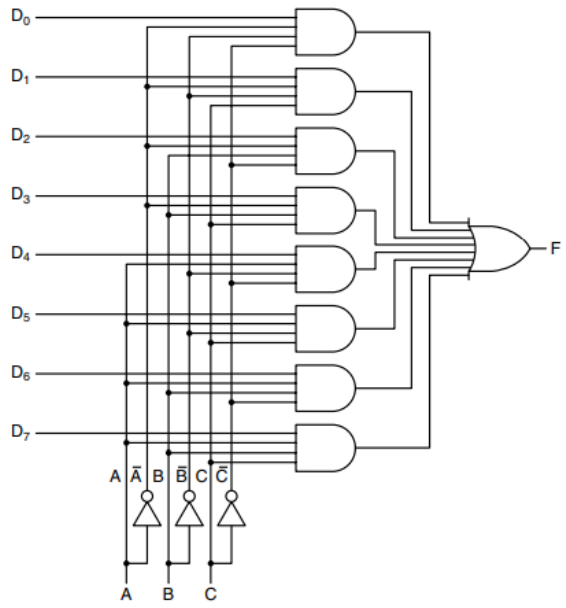 D₀
D₁
D₂
D₃
D₄
D₅
D₆
D₇
F
A A̅ B B̅ C C̅
A B C